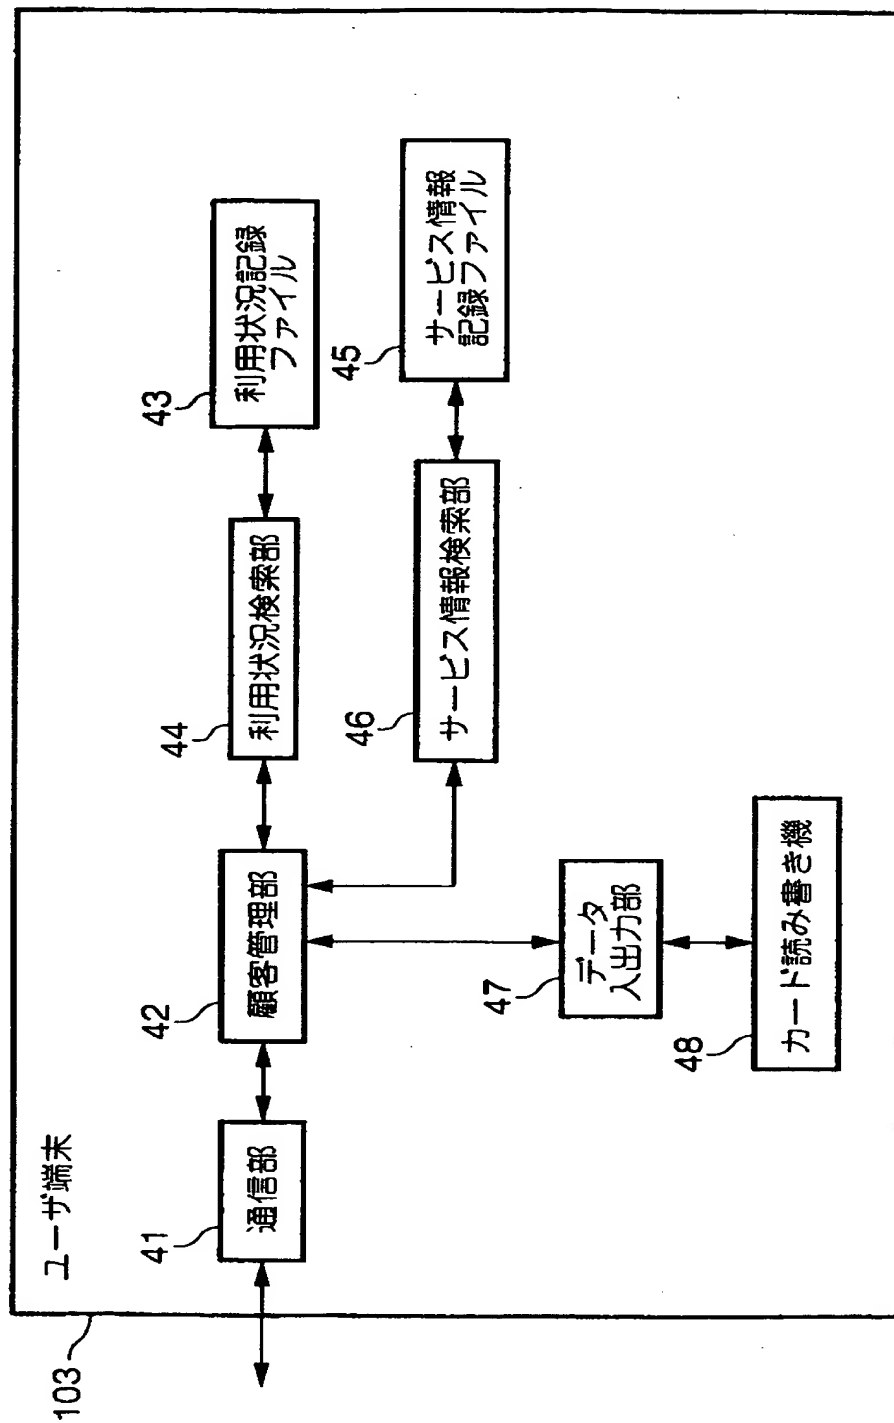 103
ユーザ端末
41
通信部
42
顧客管理部
44
利用状況検索部
43
利用状況記録
ファイル
46
サービス情報検索部
45
サービス情報
記録ファイル
47
データ
入出力部
48
カード読み書き機